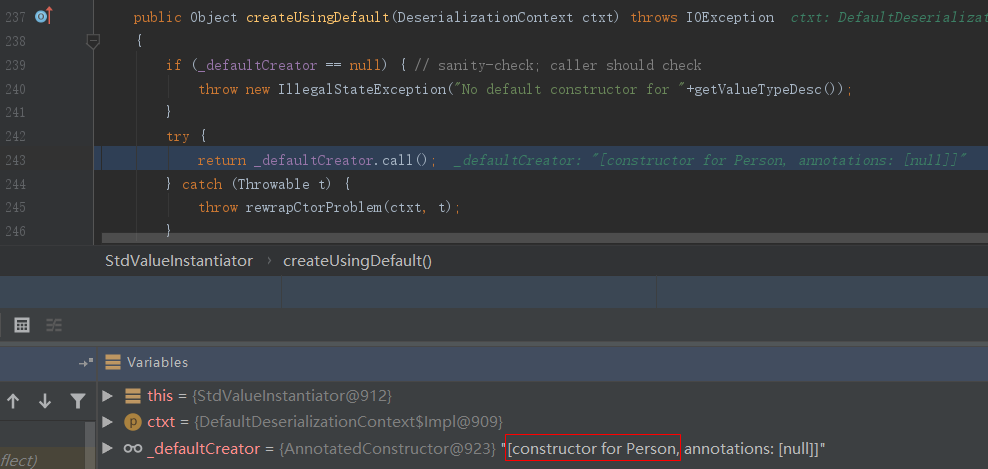 237 public Object createUsingDefault(DeserializationContext ctxt) throws IOException ctxt: DefaultDeserializat
238 {
239 if (_defaultCreator == null) { // sanity-check; caller should check
240 throw new IllegalStateException("No default constructor for "+getValueTypeDesc());
241 }
242 try {
243 return _defaultCreator.call(); _defaultCreator: "[constructor for Person, annotations: [null]]"
244 } catch (Throwable t) {
245 throw rewrapCtorProblem(ctxt, t);
246 }
StdValueInstantiator › createUsingDefault()
Variables
this = {StdValueInstantiator@912}
p ctxt = {DefaultDeserializationContext$Impl@909}
_defaultCreator = {AnnotatedConstructor@923} "[constructor for Person, annotations: [null]]"
flect)